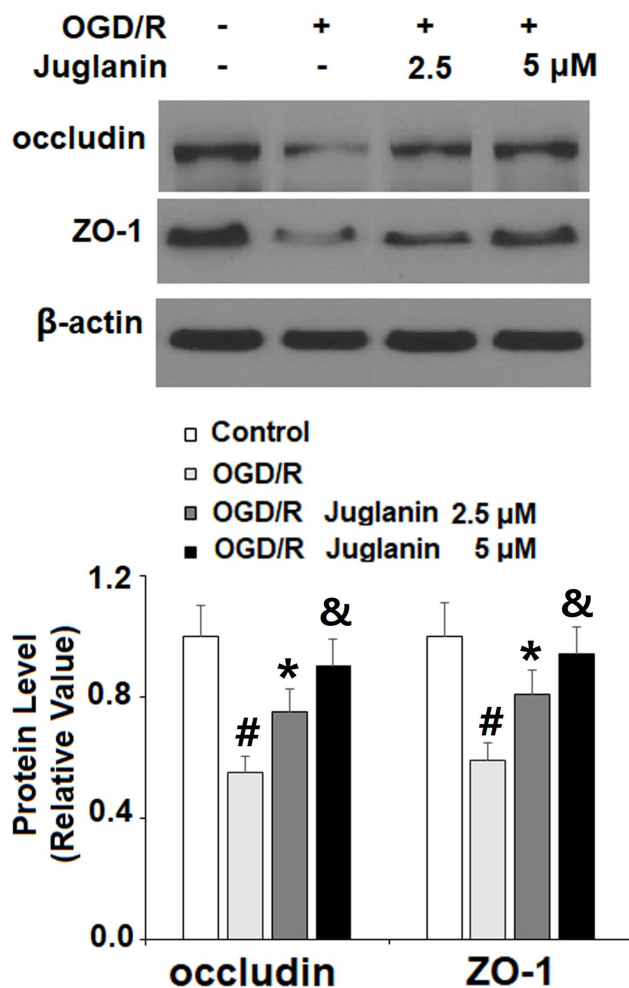 OGD/R - + + +
Juglanin - - 2.5 5 μM
occludin
ZO-1
β-actin
Control
OGD/R
OGD/R Juglanin 2.5 μM
OGD/R Juglanin 5 μM
Protein Level
(Relative Value)
1.2
0.8
0.4
0.0
# * &
# * &
occludin ZO-1